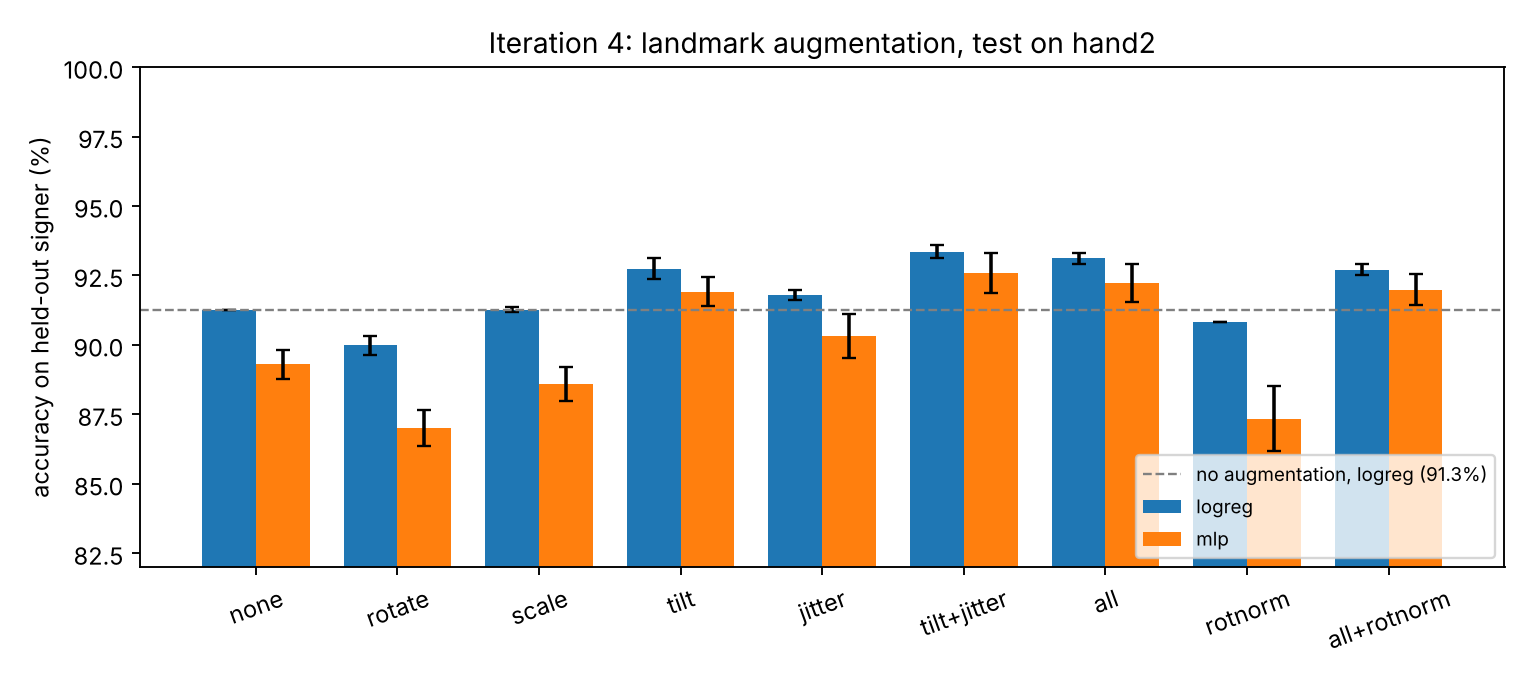 Iteration 4: landmark augmentation, test on hand2
accuracy on held-out signer (%)
100.0
97.5
95.0
92.5
90.0
87.5
85.0
82.5
no augmentation, logreg (91.3%)
logreg
mlp
none
rotate
scale
tilt
jitter
tilt+jitter
all
rotnorm
all+rotnorm